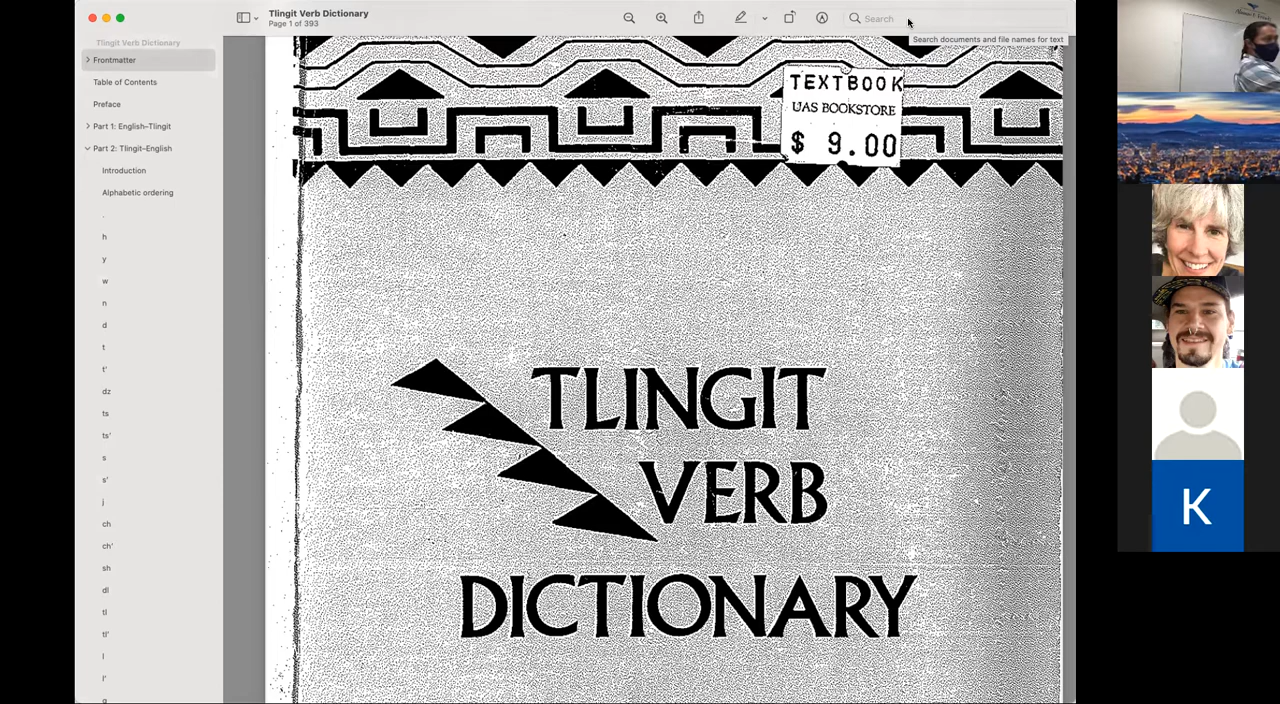 Tlingit Verb Dictionary
Page 1 of 393
Search
Search documents and file names for text
Tlingit Verb Dictionary
Frontmatter
Table of Contents
Preface
Part 1: English–Tlingit
Part 2: Tlingit–English
Introduction
Alphabetic ordering
.
h
y
w
n
d
t
t'
dz
ts
ts'
s
s'
j
ch
ch'
sh
dl
tl
tl'
l
l'
g
TEXTBOOK
UAS BOOKSTORE
$ 9.00
TLINGIT
VERB
DICTIONARY
K